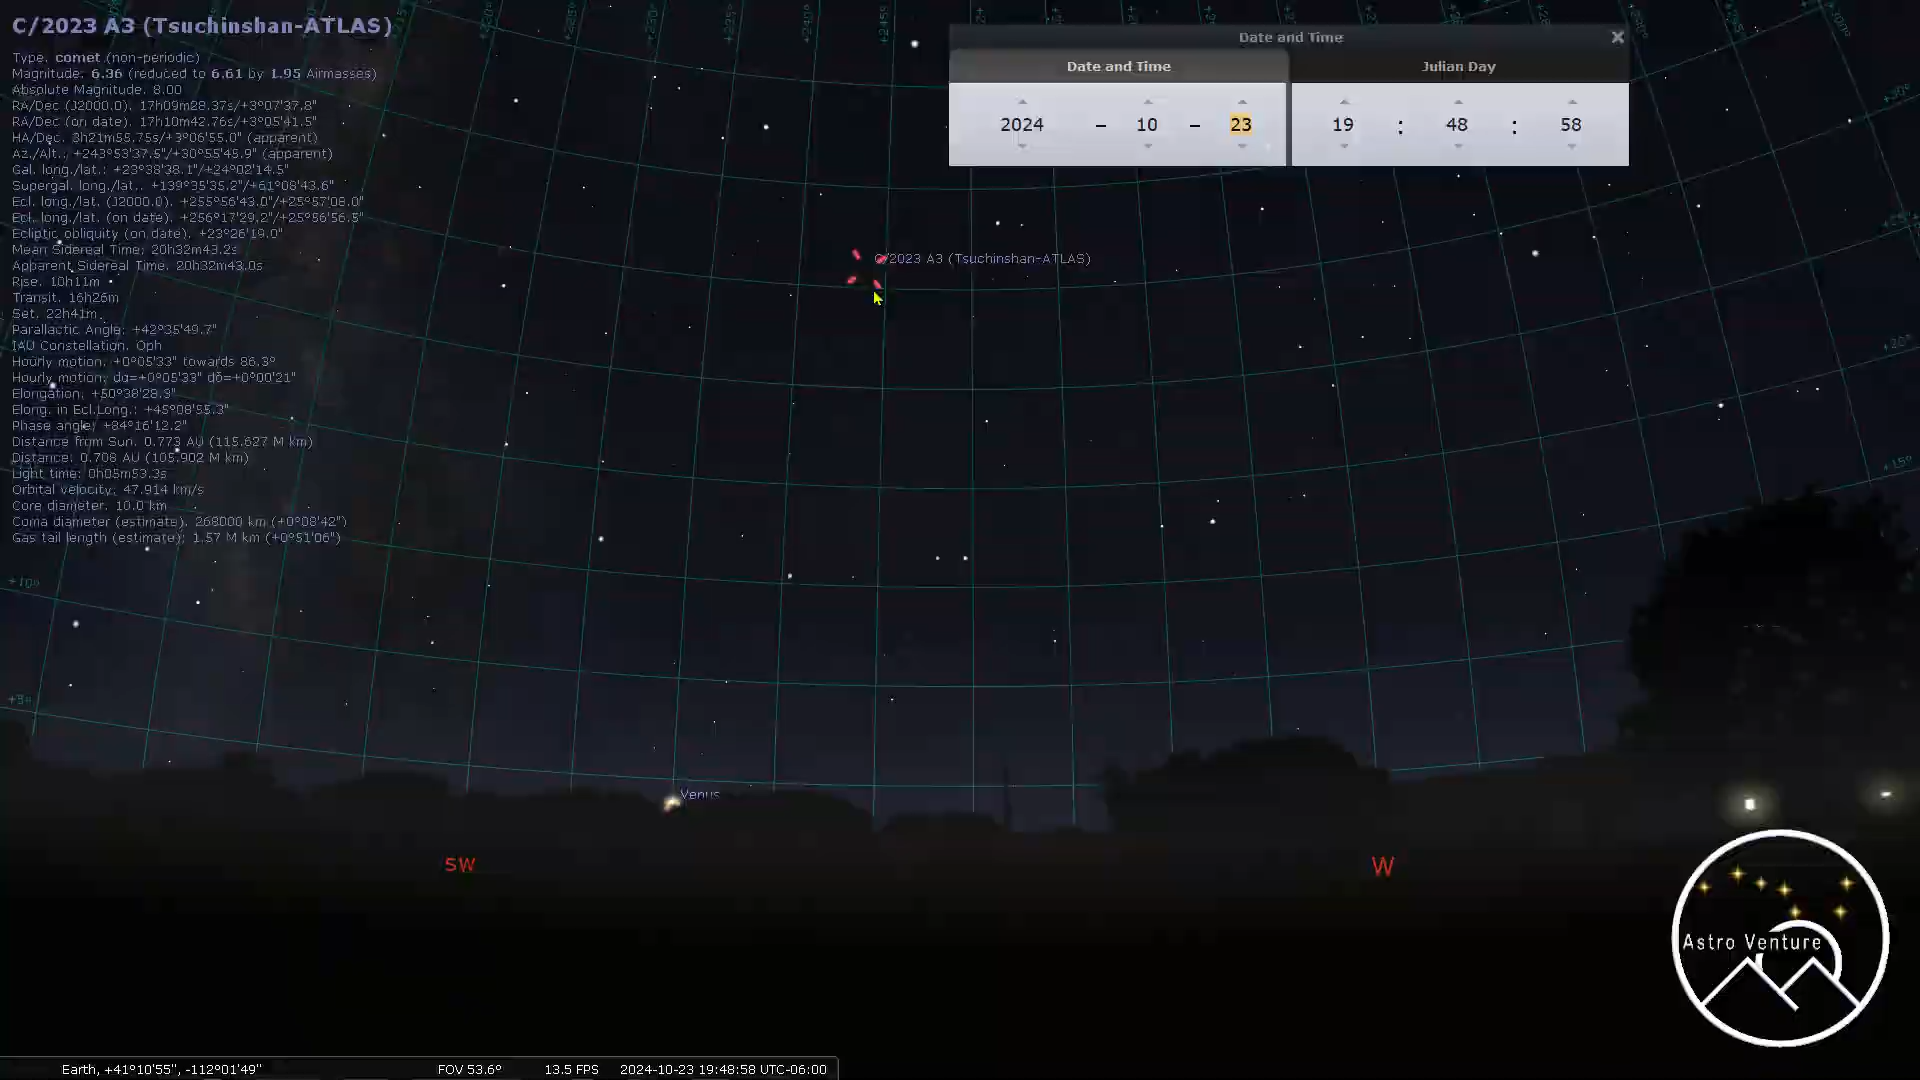 C/2023 A3 (Tsuchinshan-ATLAS)
Type: comet (non-periodic)
Magnitude: 6.36 (reduced to 6.61 by 1.95 Airmasses)
Absolute Magnitude: 8.00
RA/Dec (J2000.0): 17h09m28.37s/+3°07'37.8"
RA/Dec (on date): 17h10m42.76s/+3°05'41.5"
HA/Dec: 3h21m55.75s/+3°06'55.0" (apparent)
Az./Alt.: +243°53'37.5"/+30°55'45.9" (apparent)
Gal. long./lat.: +23°38'38.1"/+24°02'14.5"
Supergal. long./lat.: +139°35'35.2"/+61°08'43.6"
Ecl. long./lat. (J2000.0): +255°56'43.0"/+25°57'08.0"
Ecl. long./lat. (on date): +256°17'29.2"/+25°56'56.5"
Ecliptic obliquity (on date): +23°26'19.0"
Mean Sidereal Time: 20h32m43.2s
Apparent Sidereal Time: 20h32m43.0s
Rise: 10h11m
Transit: 16h26m
Set: 22h41m
Parallactic Angle: +42°35'49.7"
IAU Constellation: Oph
Hourly motion: +0°05'33" towards 86.3°
Hourly motion: dα=+0°05'33" dδ=+0°00'21"
Elongation: +50°38'28.3"
Elong. in Ecl.Long.: +45°08'55.3"
Phase angle: +84°16'12.2"
Distance from Sun: 0.773 AU (115.627 M km)
Distance: 0.708 AU (105.902 M km)
Light time: 0h05m53.3s
Orbital velocity: 47.914 km/s
Core diameter: 10.0 km
Coma diameter (estimate): 268000 km (+0°08'42")
Gas tail length (estimate): 1.57 M km (+0°51'06")
Date and Time
Date and Time Julian Day
2024 - 10 - 23 19 : 48 : 58
C/2023 A3 (Tsuchinshan-ATLAS)
+20°
+15°
+10°
+5°
Venus
SW W
Astro Venture
Earth, +41°10'55", -112°01'49" FOV 53.6° 13.5 FPS 2024-10-23 19:48:58 UTC-06:00